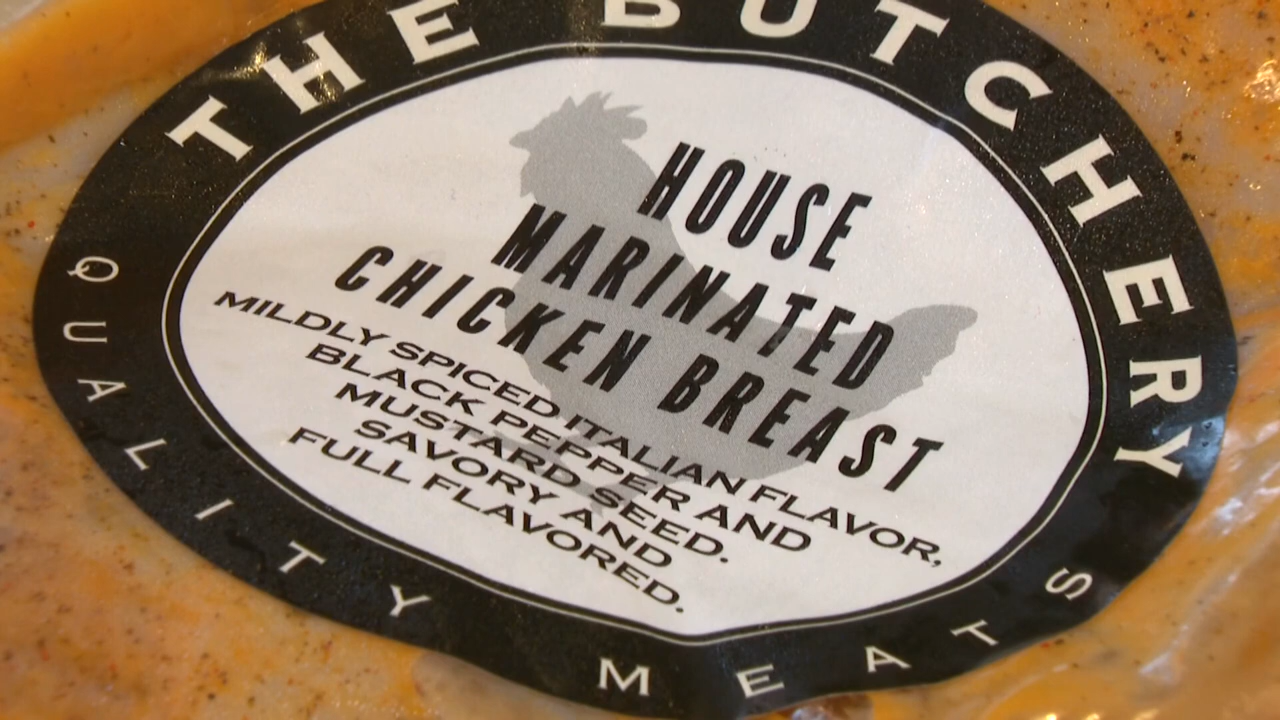 THE BUTCHERY
HOUSE
MARINATED
CHICKEN BREAST
MILDLY SPICED ITALIAN FLAVOR,
BLACK PEPPER AND
MUSTARD SEED.
SAVORY AND
FULL FLAVORED.
QUALITY MEATS